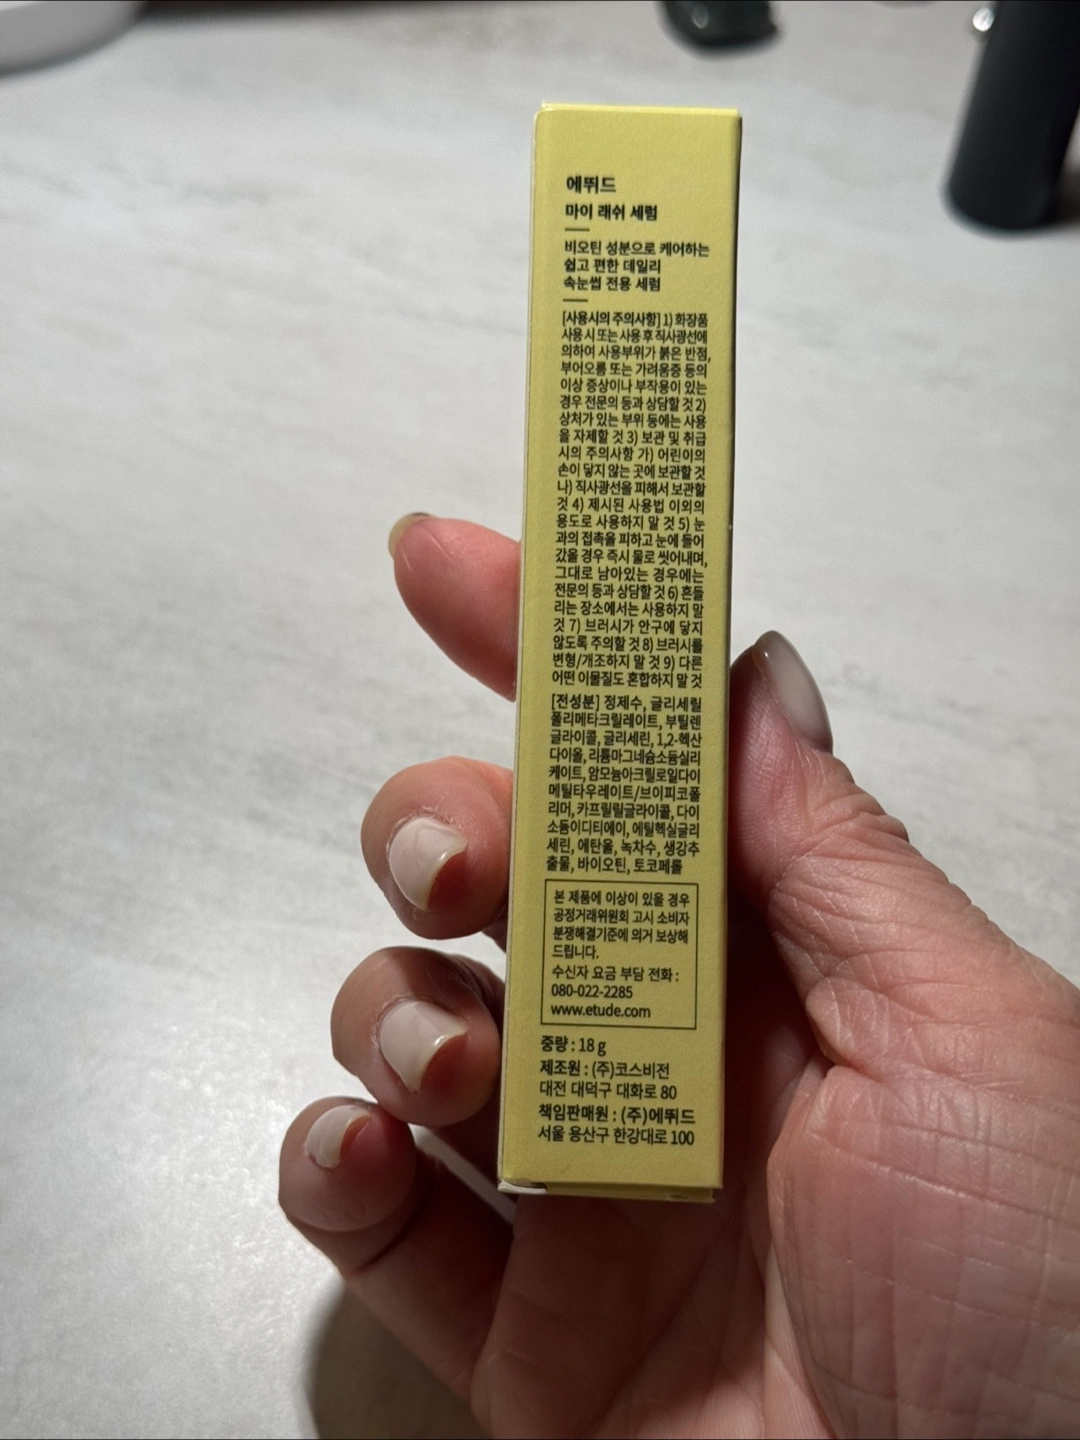 에뛰드
마이 래쉬 세럼
비오틴 성분으로 케어하는
쉽고 편한 데일리
속눈썹 전용 세럼
[사용시의 주의사항] 1) 화장품
사용 시 또는 사용 후 직사광선에
의하여 사용부위가 붉은 반점,
부어오름 또는 가려움증 등의
이상 증상이나 부작용이 있는
경우 전문의 등과 상담할 것 2)
상처가 있는 부위 등에는 사용
을 자제할 것 3) 보관 및 취급
시의 주의사항 가) 어린이의
손이 닿지 않는 곳에 보관할 것
나) 직사광선을 피해서 보관할
것 4) 제시된 사용법 이외의
용도로 사용하지 말 것 5) 눈
과의 접촉을 피하고 눈에 들어
갔을 경우 즉시 물로 씻어내며,
그대로 남아있는 경우에는
전문의 등과 상담할 것 6) 흔들
리는 장소에서는 사용하지 말
것 7) 브러시가 안구에 닿지
않도록 주의할 것 8) 브러시를
변형/개조하지 말 것 9) 다른
어떤 이물질도 혼합하지 말 것
[전성분] 정제수, 글리세릴
폴리메타크릴레이트, 부틸렌
글라이콜, 글리세린, 1,2-헥산
다이올, 리튬마그네슘소듐실리
케이트, 암모늄아크릴로일다이
메틸타우레이트/브이피코폴
리머, 카프릴릴글라이콜, 다이
소듐이디티에이, 에틸헥실글리
세린, 에탄올, 녹차수, 생강추
출물, 바이오틴, 토코페롤
본 제품에 이상이 있을 경우
공정거래위원회 고시 소비자
분쟁해결기준에 의거 보상해
드립니다.
수신자 요금 부담 전화 :
080-022-2285
www.etude.com
중량 : 18 g
제조원 : (주)코스비전
대전 대덕구 대화로 80
책임판매원 : (주)에뛰드
서울 용산구 한강대로 100